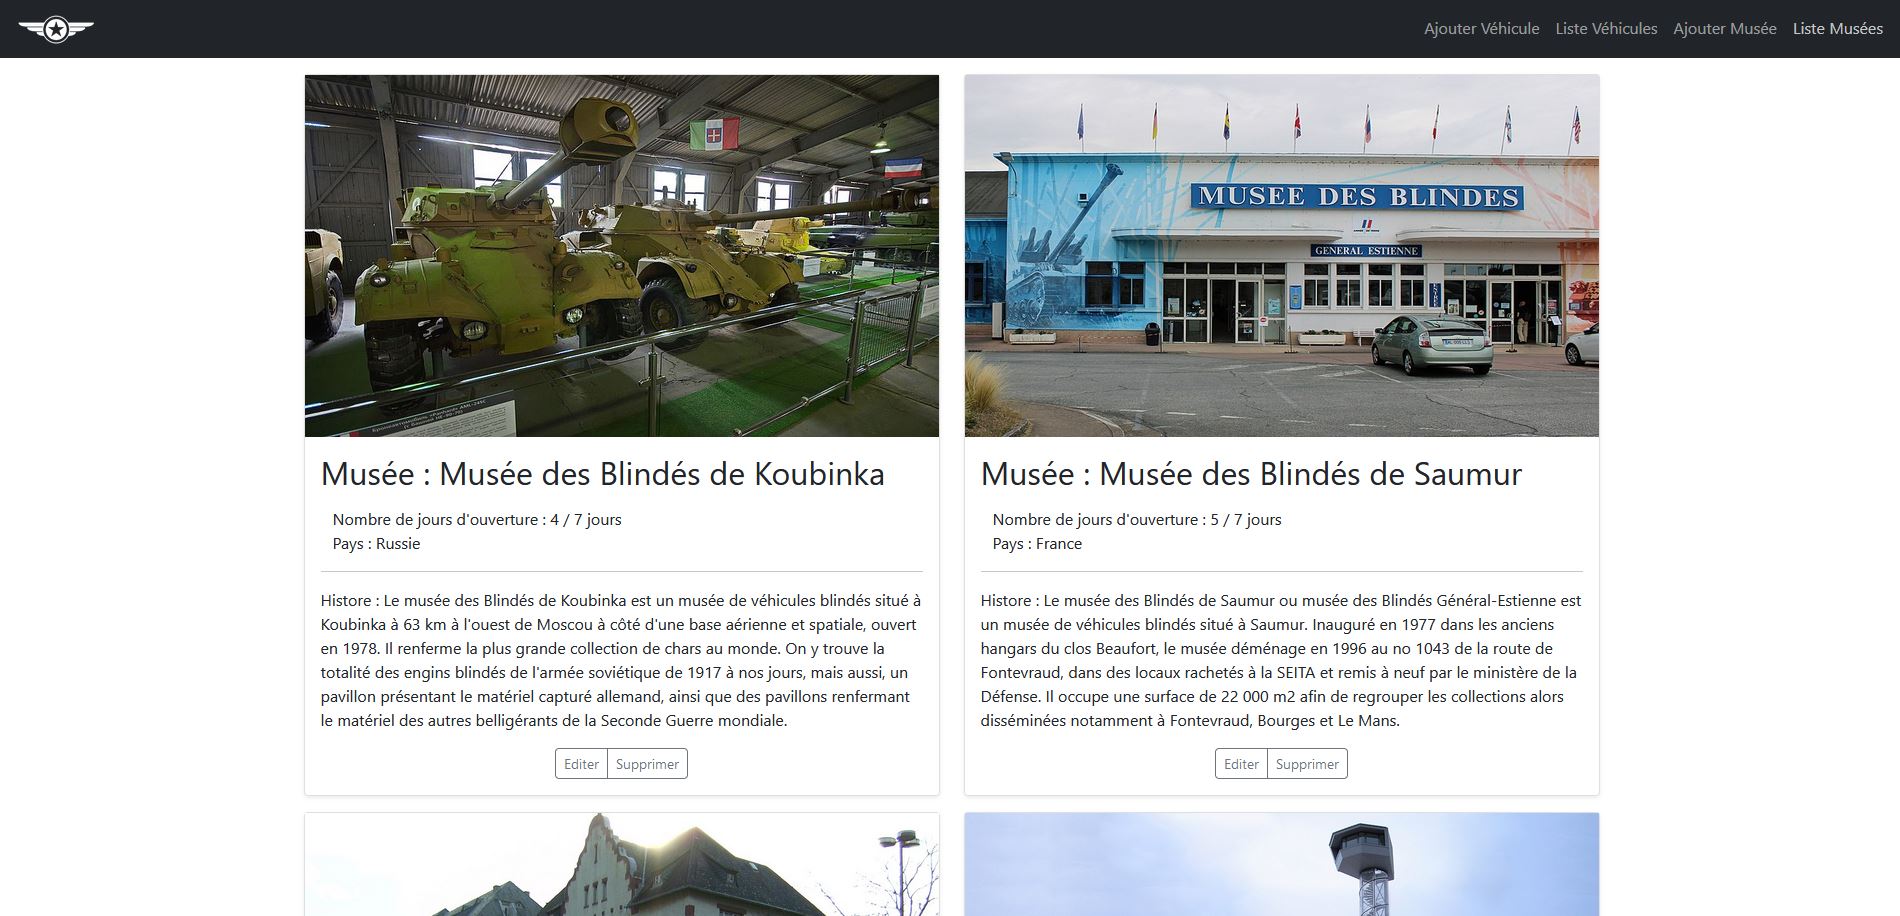 Ajouter Véhicule Liste Véhicules Ajouter Musée Liste Musées
MUSEE DES BLINDES
GENERAL ESTIENNE
Musée : Musée des Blindés de Koubinka
Nombre de jours d'ouverture : 4 / 7 jours
Pays : Russie
Histore : Le musée des Blindés de Koubinka est un musée de véhicules blindés situé à
Koubinka à 63 km à l'ouest de Moscou à côté d'une base aérienne et spatiale, ouvert
en 1978. Il renferme la plus grande collection de chars au monde. On y trouve la
totalité des engins blindés de l'armée soviétique de 1917 à nos jours, mais aussi, un
pavillon présentant le matériel capturé allemand, ainsi que des pavillons renfermant
le matériel des autres belligérants de la Seconde Guerre mondiale.
Editer Supprimer
Musée : Musée des Blindés de Saumur
Nombre de jours d'ouverture : 5 / 7 jours
Pays : France
Histore : Le musée des Blindés de Saumur ou musée des Blindés Général-Estienne est
un musée de véhicules blindés situé à Saumur. Inauguré en 1977 dans les anciens
hangars du clos Beaufort, le musée déménage en 1996 au no 1043 de la route de
Fontevraud, dans des locaux rachetés à la SEITA et remis à neuf par le ministère de la
Défense. Il occupe une surface de 22 000 m2 afin de regrouper les collections alors
disséminées notamment à Fontevraud, Bourges et Le Mans.
Editer Supprimer